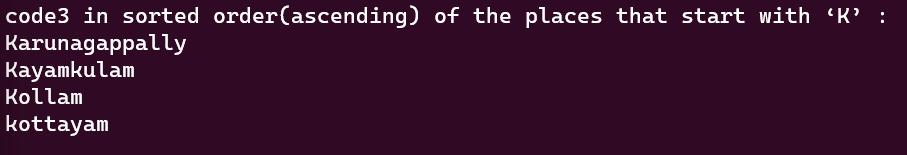 code3 in sorted order(ascending) of the places that start with ‘K’ :
Karunagappally
Kayamkulam
Kollam
kottayam